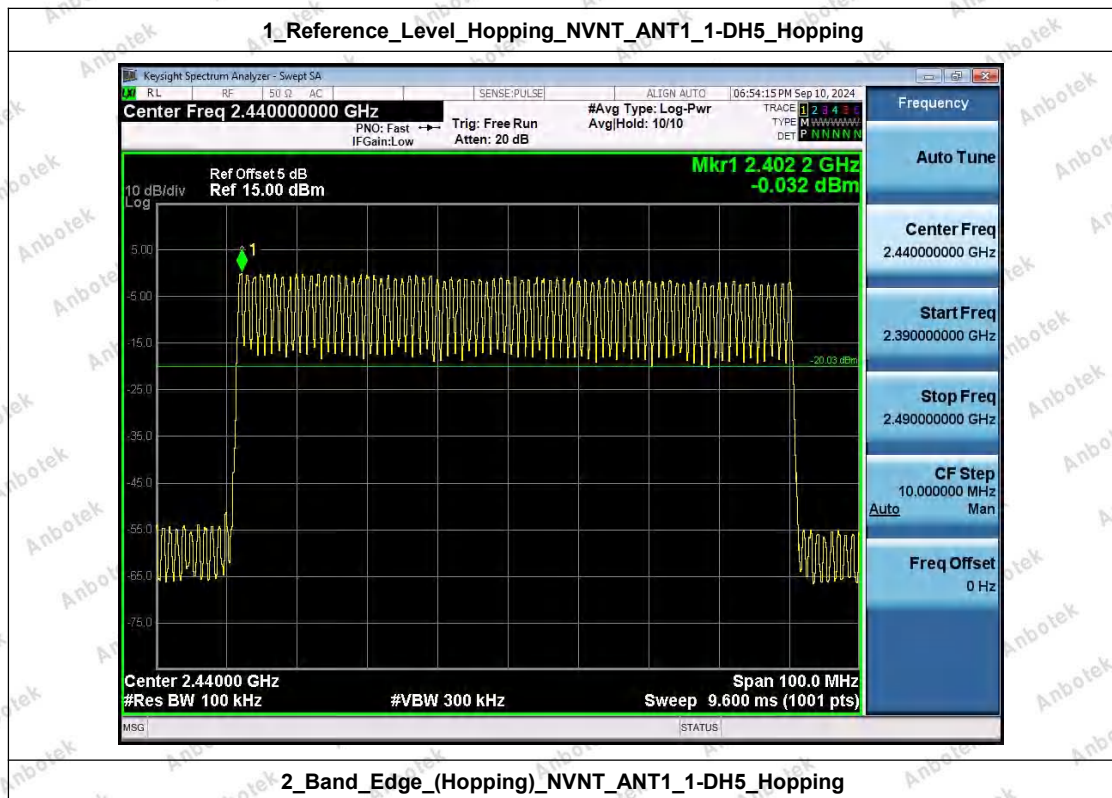 1_Reference_Level_Hopping_NVNT_ANT1_1-DH5_Hopping
Keysight Spectrum Analyzer - Swept SA
RL RF 50 Ω AC SENSE:PULSE ALIGN AUTO 06:54:15 PM Sep 10, 2024
Center Freq 2.440000000 GHz
PNO: Fast
IFGain:Low
Trig: Free Run
Atten: 20 dB
#Avg Type: Log-Pwr
Avg|Hold: 10/10
TRACE 1 2 3 4 5 6
TYPE M WWWWW
DET P NNNNN
Frequency
Auto Tune
Center Freq
2.440000000 GHz
Start Freq
2.390000000 GHz
Stop Freq
2.490000000 GHz
CF Step
10.000000 MHz
Auto Man
Freq Offset
0 Hz
Mkr1 2.402 2 GHz
-0.032 dBm
Ref Offset 5 dB
10 dB/div Ref 15.00 dBm
Log
1
5.00
-5.00
-15.0
-20.03 dBm
-25.0
-35.0
-45.0
-55.0
-65.0
-75.0
Center 2.44000 GHz Span 100.0 MHz
#Res BW 100 kHz #VBW 300 kHz Sweep 9.600 ms (1001 pts)
MSG STATUS
2_Band_Edge_(Hopping)_NVNT_ANT1_1-DH5_Hopping
Anbotek